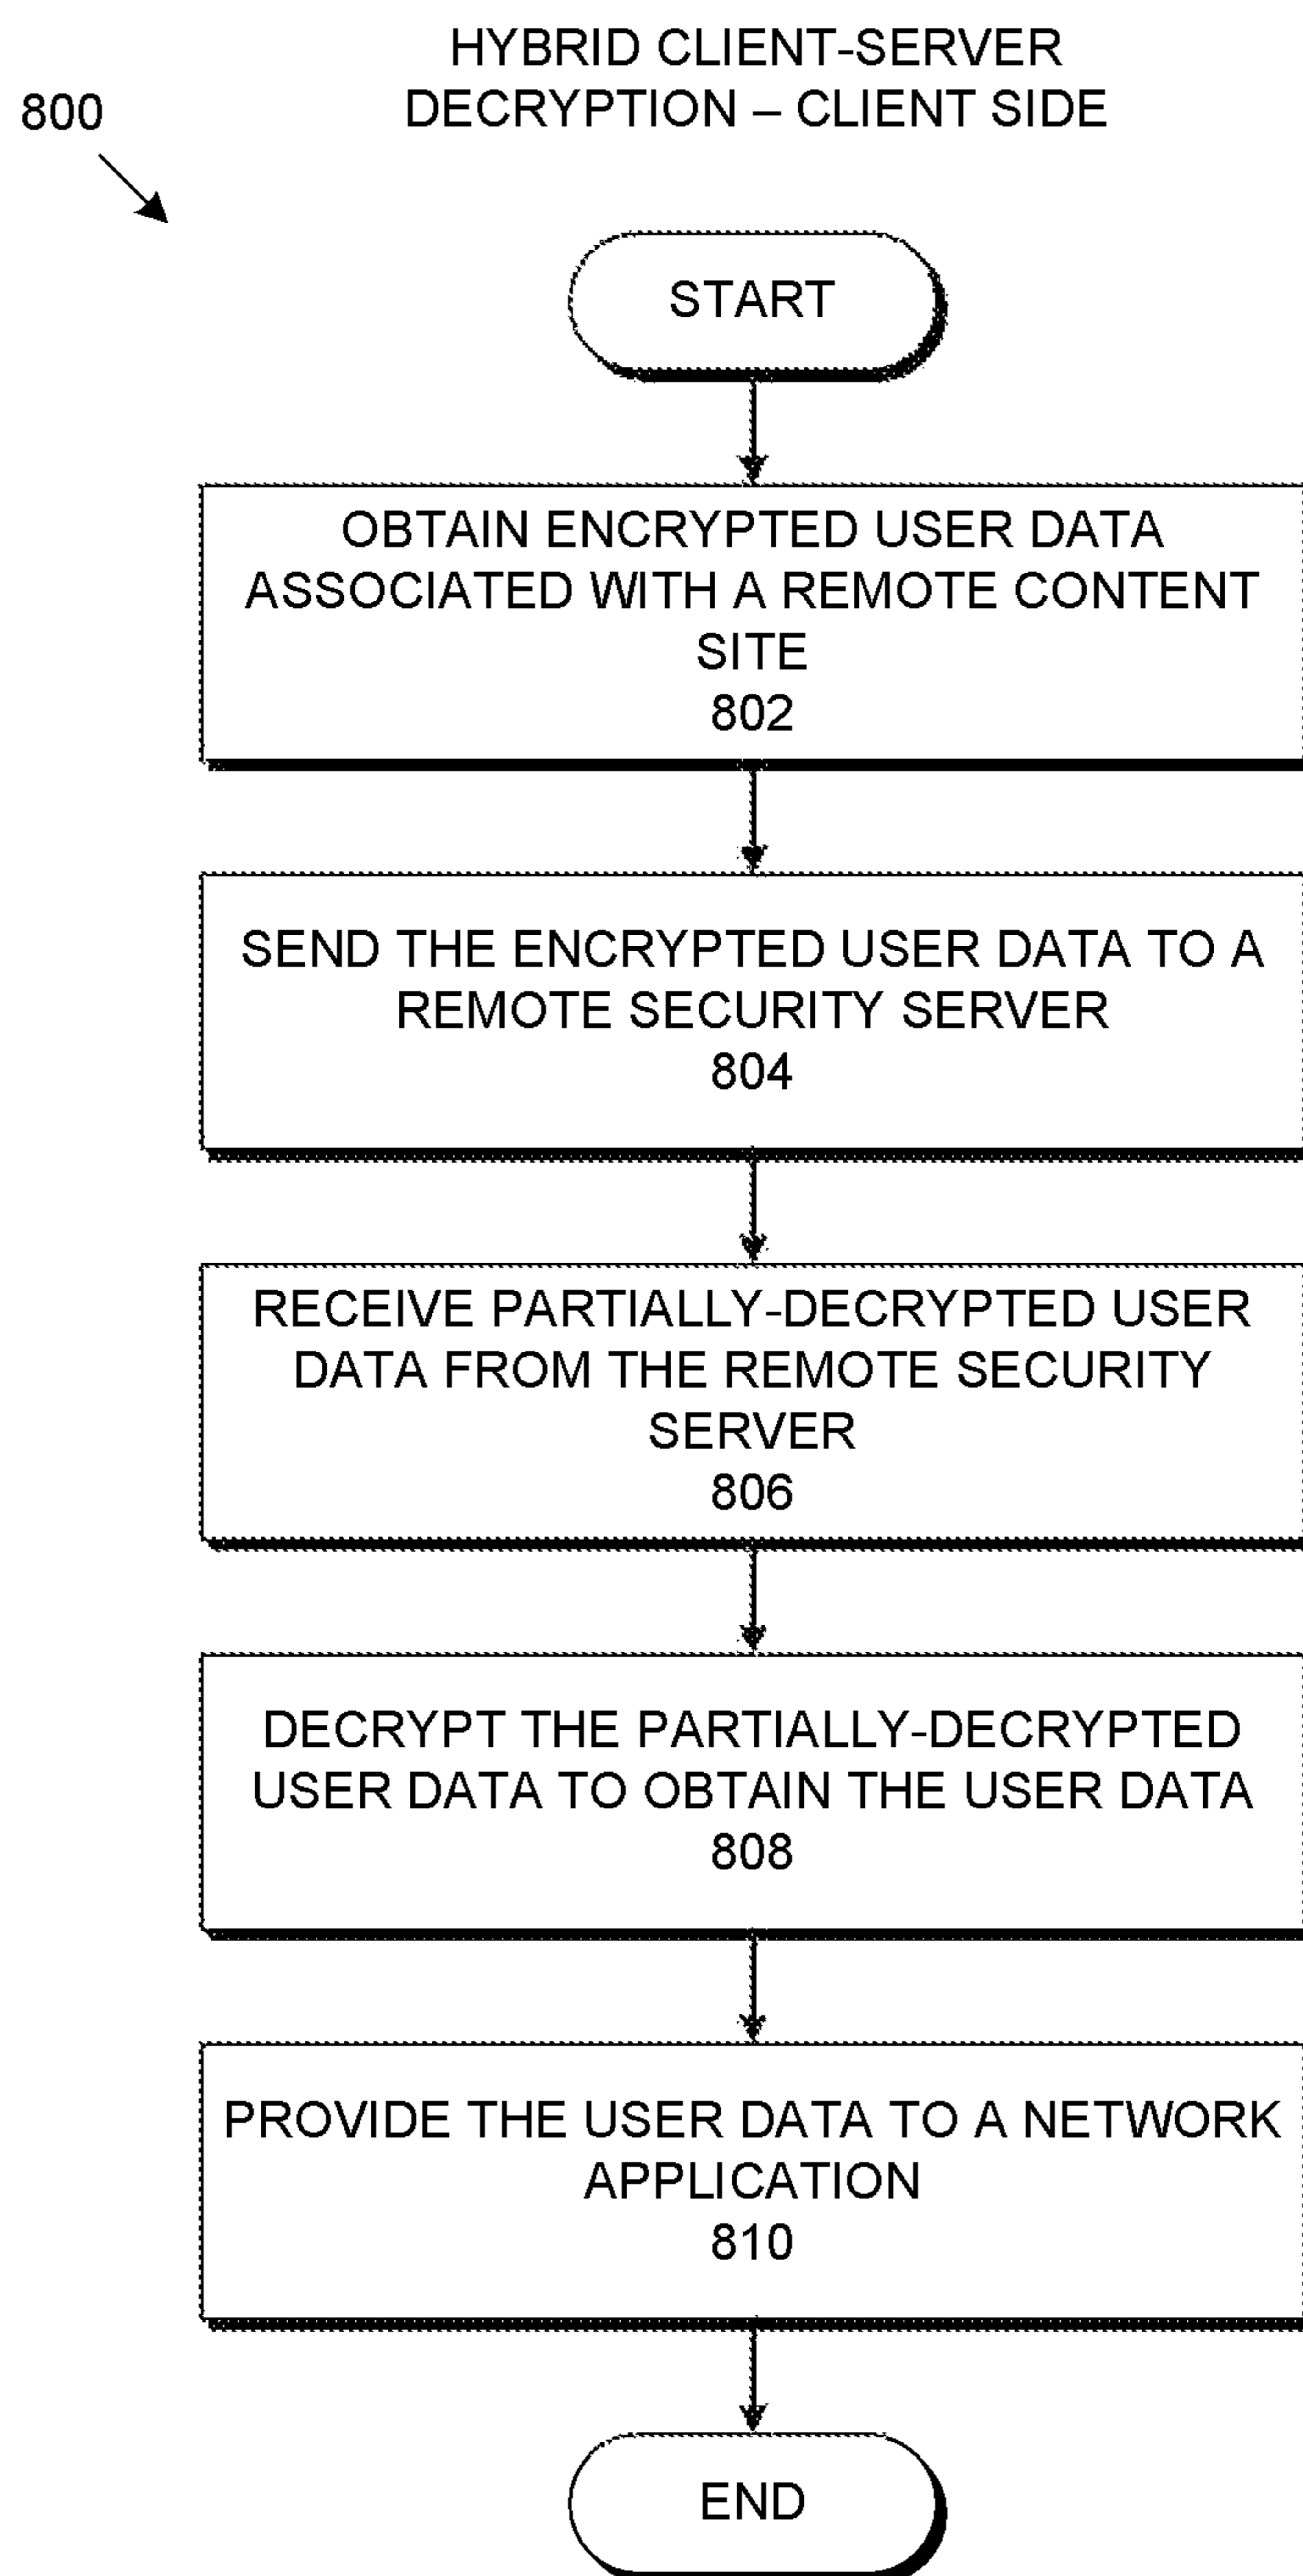 HYBRID CLIENT-SERVER
DECRYPTION – CLIENT SIDE
800
START
OBTAIN ENCRYPTED USER DATA
ASSOCIATED WITH A REMOTE CONTENT
SITE
802
SEND THE ENCRYPTED USER DATA TO A
REMOTE SECURITY SERVER
804
RECEIVE PARTIALLY-DECRYPTED USER
DATA FROM THE REMOTE SECURITY
SERVER
806
DECRYPT THE PARTIALLY-DECRYPTED
USER DATA TO OBTAIN THE USER DATA
808
PROVIDE THE USER DATA TO A NETWORK
APPLICATION
810
END